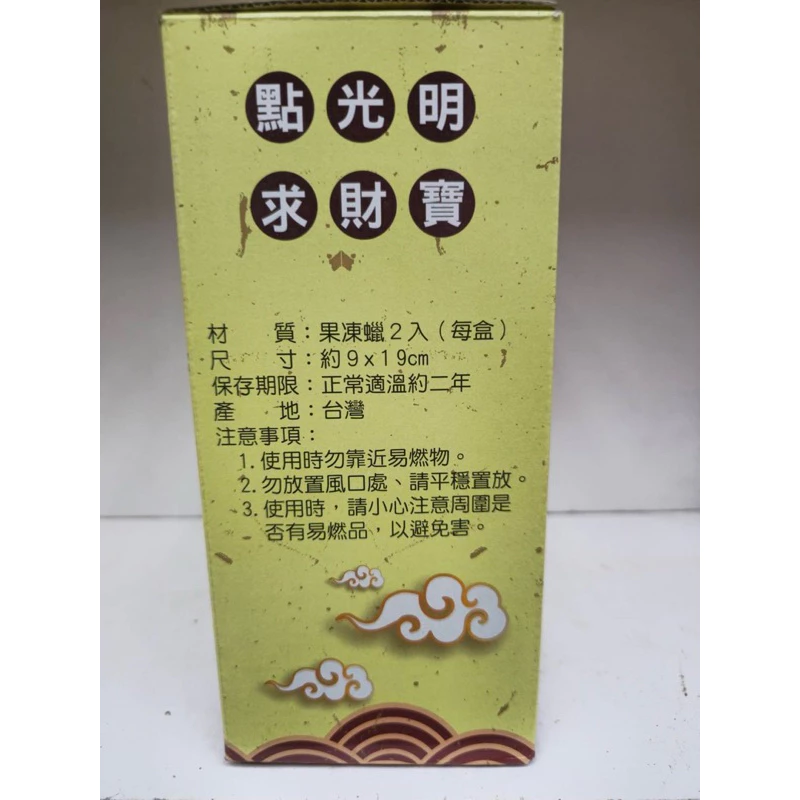 點光明
求財寶
材　　質：果凍蠟2入（每盒）
尺　　寸：約9x19cm
保存期限：正常適溫約二年
產　　地：台灣
注意事項：
1.使用時勿靠近易燃物。
2.勿放置風口處、請平穩置放。
3.使用時，請小心注意周圍是
否有易燃品，以避免害。